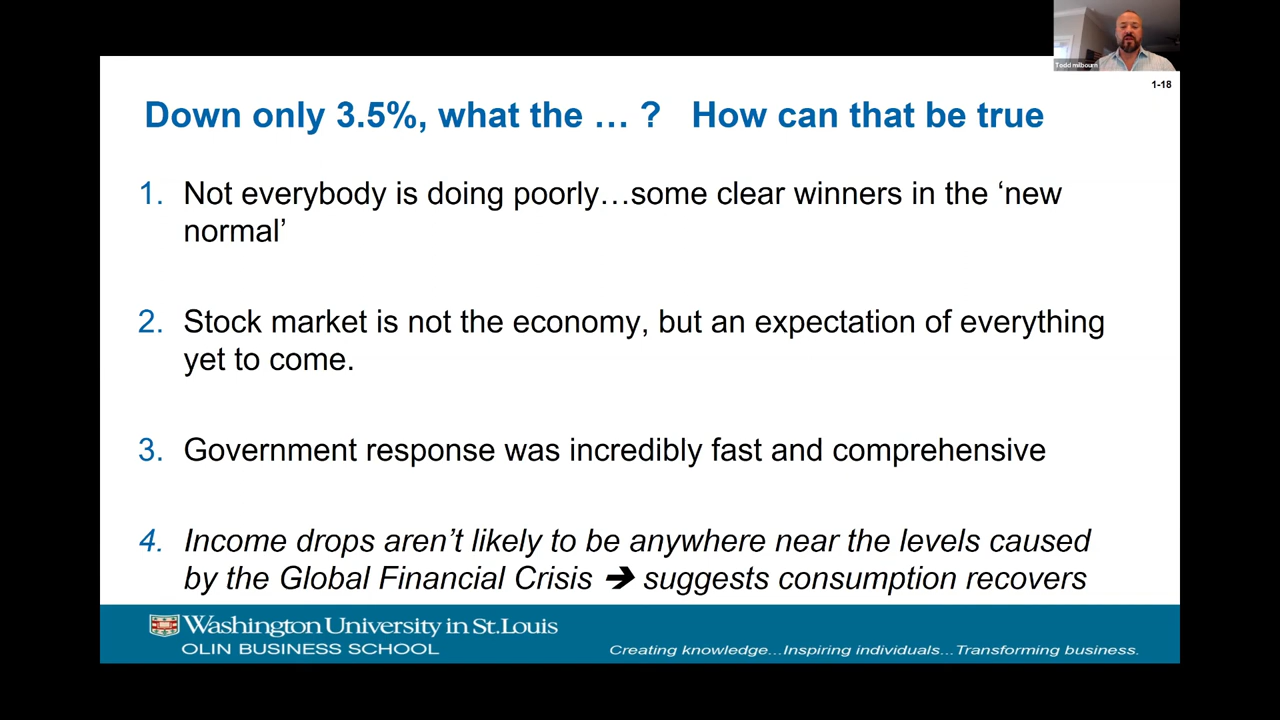 Todd milbourn
1-18
Down only 3.5%, what the … ? How can that be true
1. Not everybody is doing poorly…some clear winners in the ‘new
normal’
2. Stock market is not the economy, but an expectation of everything
yet to come.
3. Government response was incredibly fast and comprehensive
4. Income drops aren’t likely to be anywhere near the levels caused
by the Global Financial Crisis ➔ suggests consumption recovers
Washington University in St. Louis
OLIN BUSINESS SCHOOL
Creating knowledge…Inspiring individuals…Transforming business.